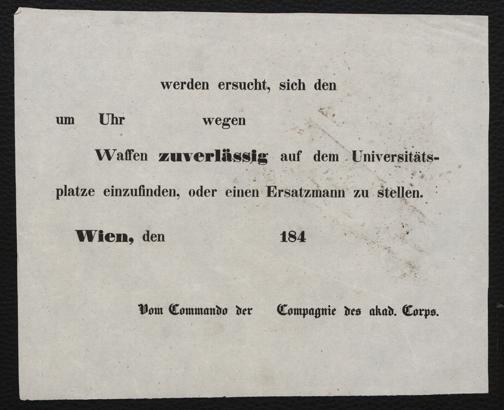 werden ersucht, sich den
um Uhr wegen
Waffen zuverlässig auf dem Universitäts-
platze einzufinden, oder einen Ersatzmann zu stellen.
Wien, den 184
Vom Commando der Compagnie des akad. Corps.